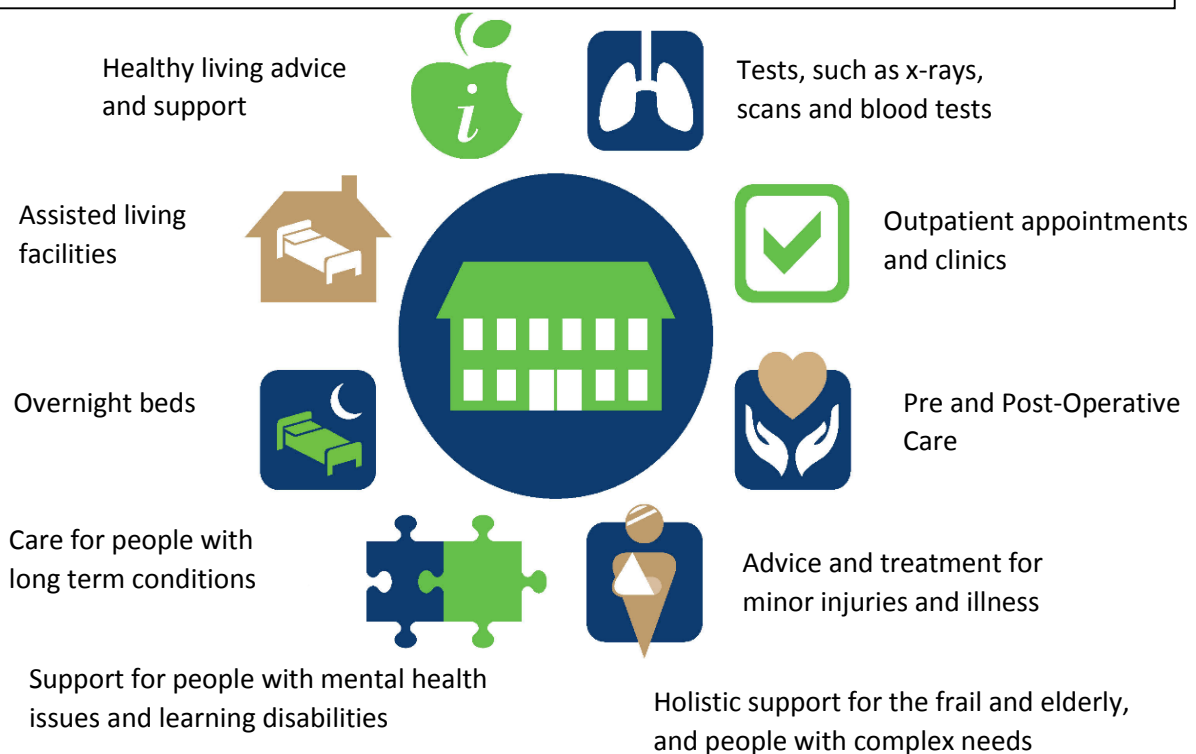 Healthy living advice
and support
i
Tests, such as x-rays,
scans and blood tests
Assisted living
facilities
Outpatient appointments
and clinics
Overnight beds
Pre and Post-Operative
Care
Care for people with
long term conditions
Advice and treatment for
minor injuries and illness
Support for people with mental health
issues and learning disabilities
Holistic support for the frail and elderly,
and people with complex needs